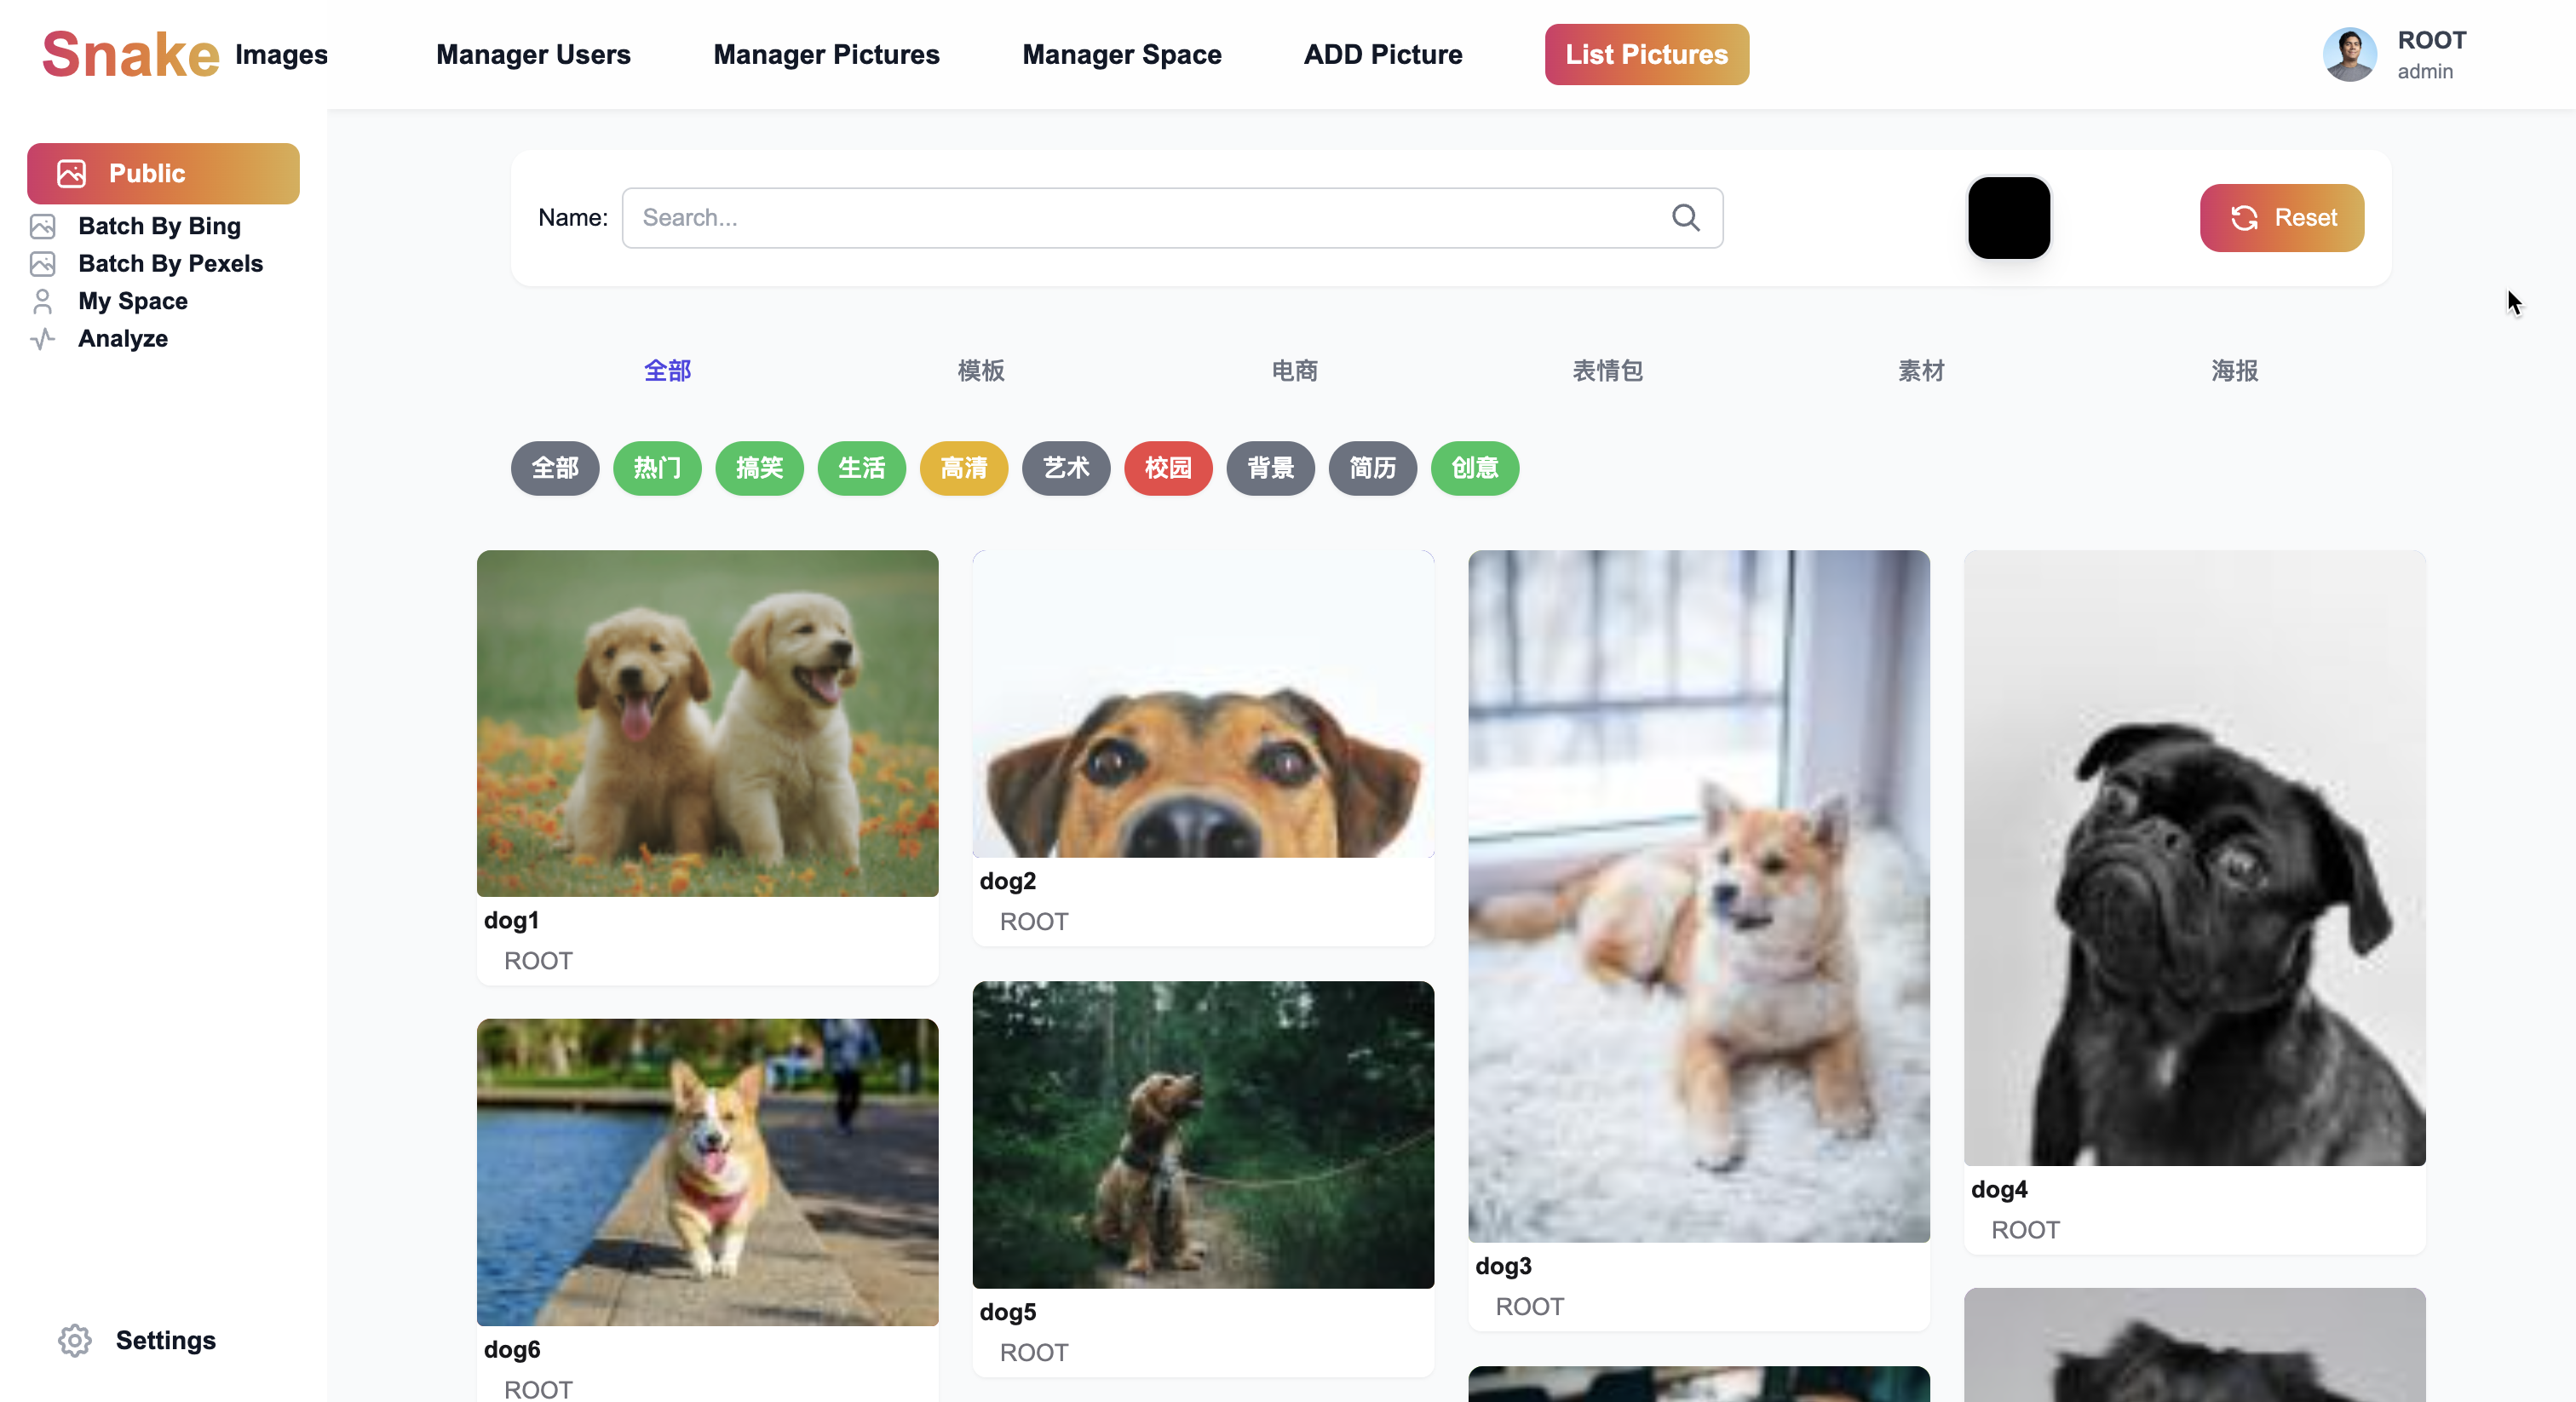 Snake Images
Manager Users
Manager Pictures
Manager Space
ADD Picture
List Pictures
ROOT
admin
Public
Batch By Bing
Batch By Pexels
My Space
Analyze
Settings
Name:
Search...
Reset
全部
模板
电商
表情包
素材
海报
全部
热门
搞笑
生活
高清
艺术
校园
背景
简历
创意
dog1
ROOT
dog2
ROOT
dog3
ROOT
dog4
ROOT
dog6
ROOT
dog5
ROOT